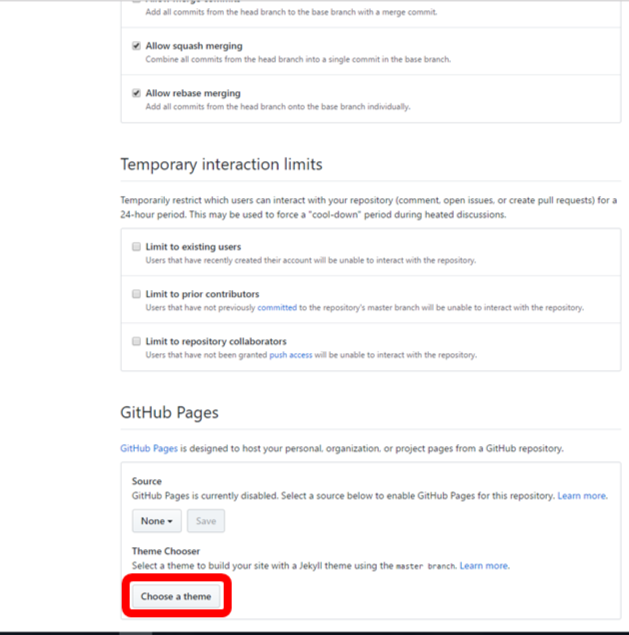 Add all commits from the head branch to the base branch with a merge commit.
Allow squash merging
Combine all commits from the head branch into a single commit in the base branch.
Allow rebase merging
Add all commits from the head branch onto the base branch individually.
Temporary interaction limits
Temporarily restrict which users can interact with your repository (comment, open issues, or create pull requests) for a
24-hour period. This may be used to force a "cool-down" period during heated discussions.
Limit to existing users
Users that have recently created their account will be unable to interact with the repository.
Limit to prior contributors
Users that have not previously committed to the repository's master branch will be unable to interact with the repository.
Limit to repository collaborators
Users that have not been granted push access will be unable to interact with the repository.
GitHub Pages
GitHub Pages is designed to host your personal, organization, or project pages from a GitHub repository.
Source
GitHub Pages is currently disabled. Select a source below to enable GitHub Pages for this repository. Learn more.
None Save
Theme Chooser
Select a theme to build your site with a Jekyll theme using the master branch. Learn more.
Choose a theme